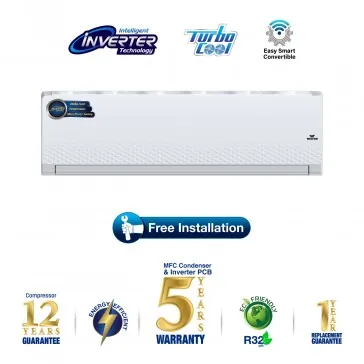 Intelligent
INVERTER
Technology
Turbo
COOL
Easy Smart
Convertible
Free Installation
MFC Condenser
& Inverter PCB
Compressor
12
YEARS
GUARANTEE
ENERGY EFFICIENT
5
YEARS
WARRANTY
ECO FRIENDLY
R32
1
YEAR
REPLACEMENT
GUARANTEE